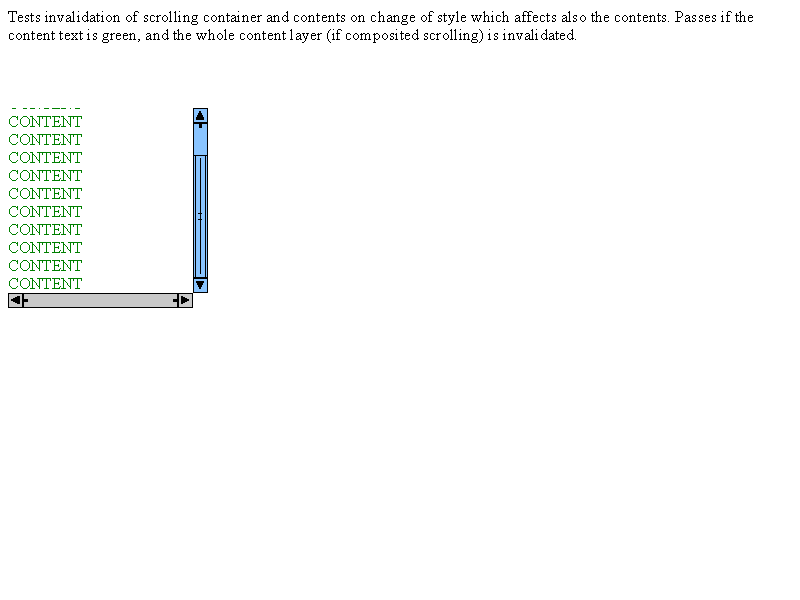 Tests invalidation of scrolling container and contents on change of style which affects also the contents. Passes if the
content text is green, and the whole content layer (if composited scrolling) is invalidated.
CONTENT
CONTENT
CONTENT
CONTENT
CONTENT
CONTENT
CONTENT
CONTENT
CONTENT
CONTENT